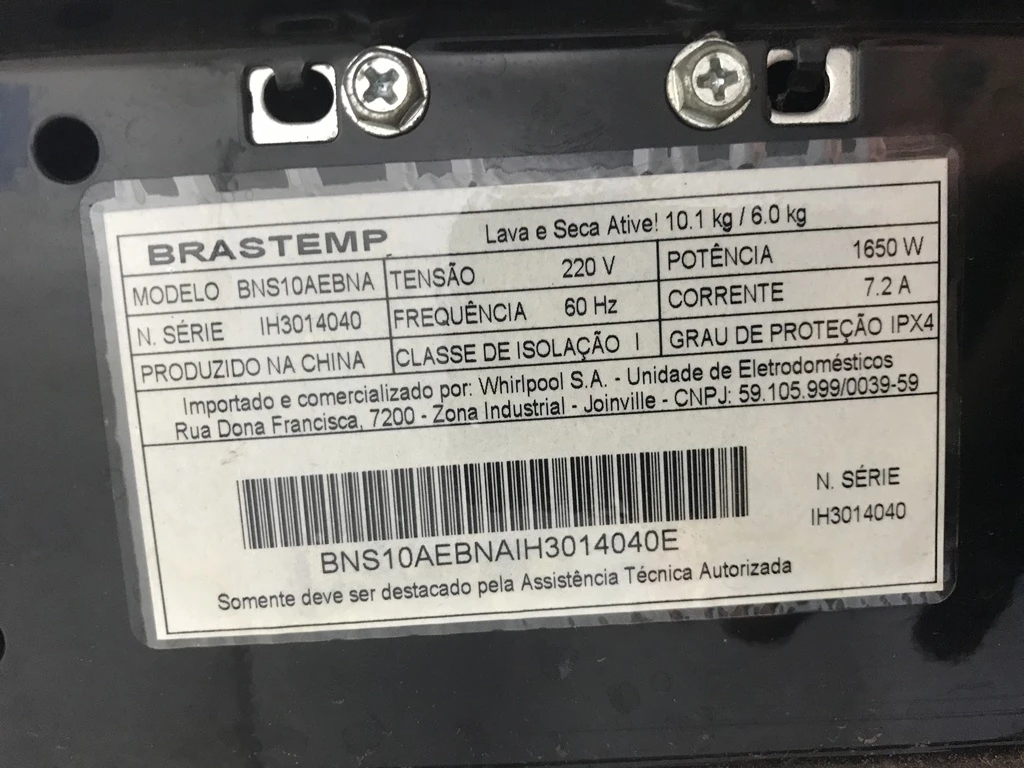 BRASTEMP Lava e Seca Ative! 10.1 kg / 6.0 kg
MODELO BNS10AEBNA TENSÃO 220 V POTÊNCIA 1650 W
N. SÉRIE IH3014040 FREQUÊNCIA 60 Hz CORRENTE 7.2 A
PRODUZIDO NA CHINA CLASSE DE ISOLAÇÃO I GRAU DE PROTEÇÃO IPX4
Importado e comercializado por: Whirlpool S.A. - Unidade de Eletrodomésticos
Rua Dona Francisca, 7200 - Zona Industrial - Joinville - CNPJ: 59.105.999/0039-59
N. SÉRIE
IH3014040
BNS10AEBNAIH3014040E
Somente deve ser destacado pela Assistência Técnica Autorizada